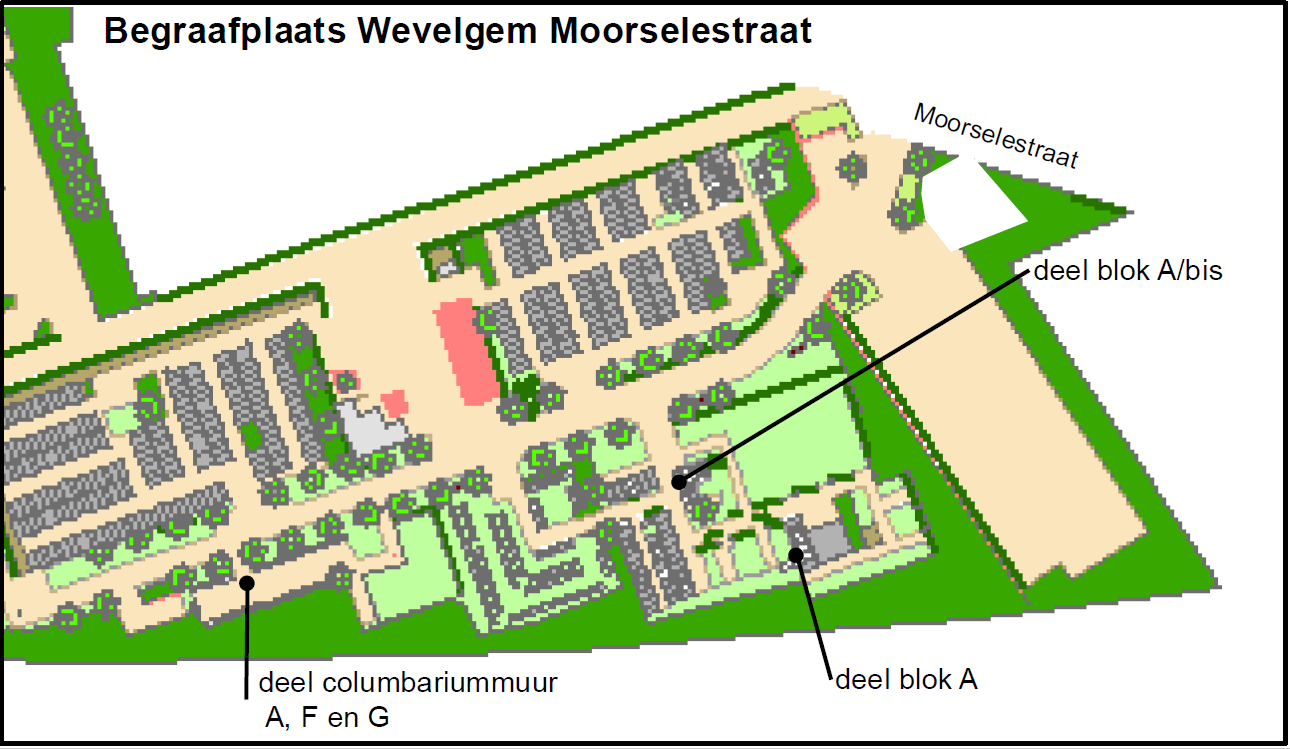 Begraafplaats Wevelgem Moorselestraat
Moorselestraat
deel blok A/bis
deel columbariummuur
A, F en G
deel blok A